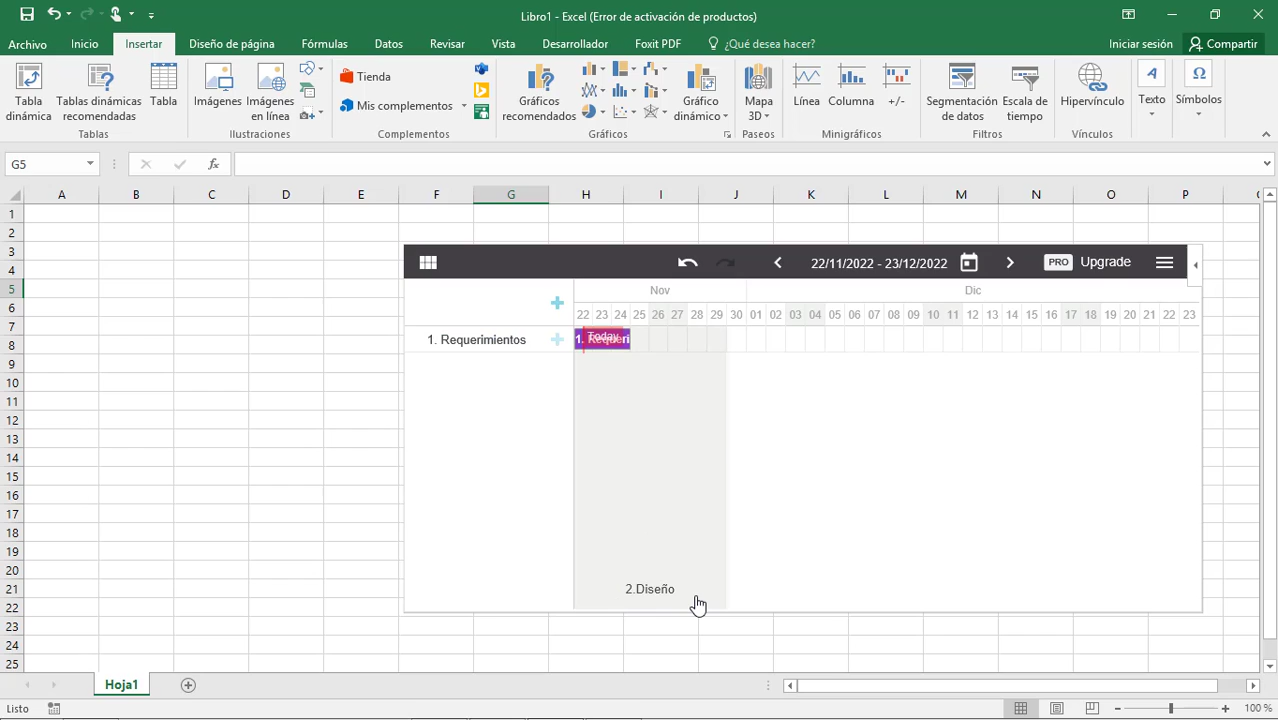 Libro1 - Excel (Error de activación de productos)
Archivo Inicio Insertar Diseño de página Fórmulas Datos Revisar Vista Desarrollador Foxit PDF ¿Qué desea hacer? Iniciar sesión Compartir
Tabla dinámica
Tablas dinámicas recomendadas
Tabla
Tablas
Imágenes
Imágenes en línea
Ilustraciones
Tienda
Mis complementos
Complementos
Gráficos recomendados
Gráfico dinámico
Gráficos
Mapa 3D
Paseos
Línea
Columna
+/-
Minigráficos
Segmentación de datos
Escala de tiempo
Filtros
Hipervínculo
Vínculos
Texto
Símbolos
G5
fx
A B C D E F G H I J K L M N O P
1
2
3
4
5
6
7
8
9
10
11
12
13
14
15
16
17
18
19
20
21
22
23
24
25
22/11/2022 - 23/12/2022 PRO Upgrade
Nov Dic
22 23 24 25 26 27 28 29 30 01 02 03 04 05 06 07 08 09 10 11 12 13 14 15 16 17 18 19 20 21 22 23
1. Requerimientos
1. Requeri
Today
2.Diseño
Hoja1
Listo
100 %